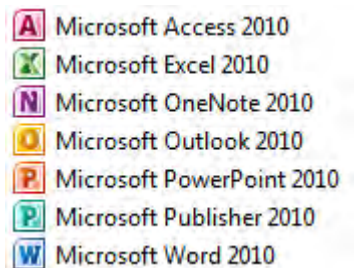 A Microsoft Access 2010
X Microsoft Excel 2010
N Microsoft OneNote 2010
O Microsoft Outlook 2010
P Microsoft PowerPoint 2010
P Microsoft Publisher 2010
W Microsoft Word 2010